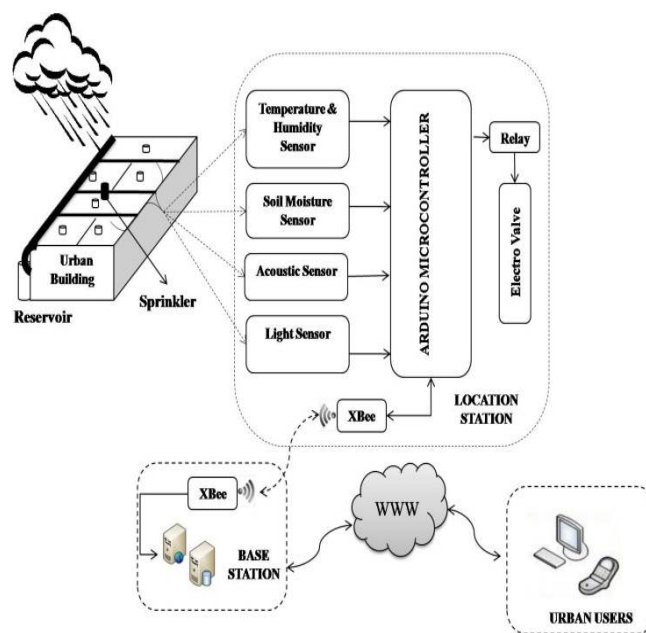 Temperature &
Humidity
Sensor
Soil Moisture
Sensor
Acoustic Sensor
Light Sensor
ARDUINO MICROCONTROLLER
Relay
Electro Valve
Urban
Building
Sprinkler
Reservoir
XBee
LOCATION
STATION
XBee
BASE
STATION
WWW
URBAN USERS